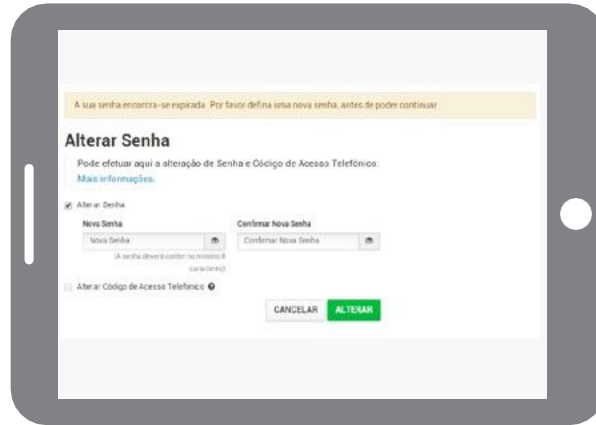 A sua senha encontra-se expirada. Por favor defina uma nova senha, antes de poder continuar
Alterar Senha
Pode efetuar aqui a alteração de Senha e Código de Acesso Telefónico.
Mais informações.
Alterar Senha
Nova Senha Confirmar Nova Senha
Nova Senha Confirmar Nova Senha
(A senha deverá conter no mínimo 8
caracteres)
Alterar Código de Acesso Telefónico
CANCELAR ALTERAR